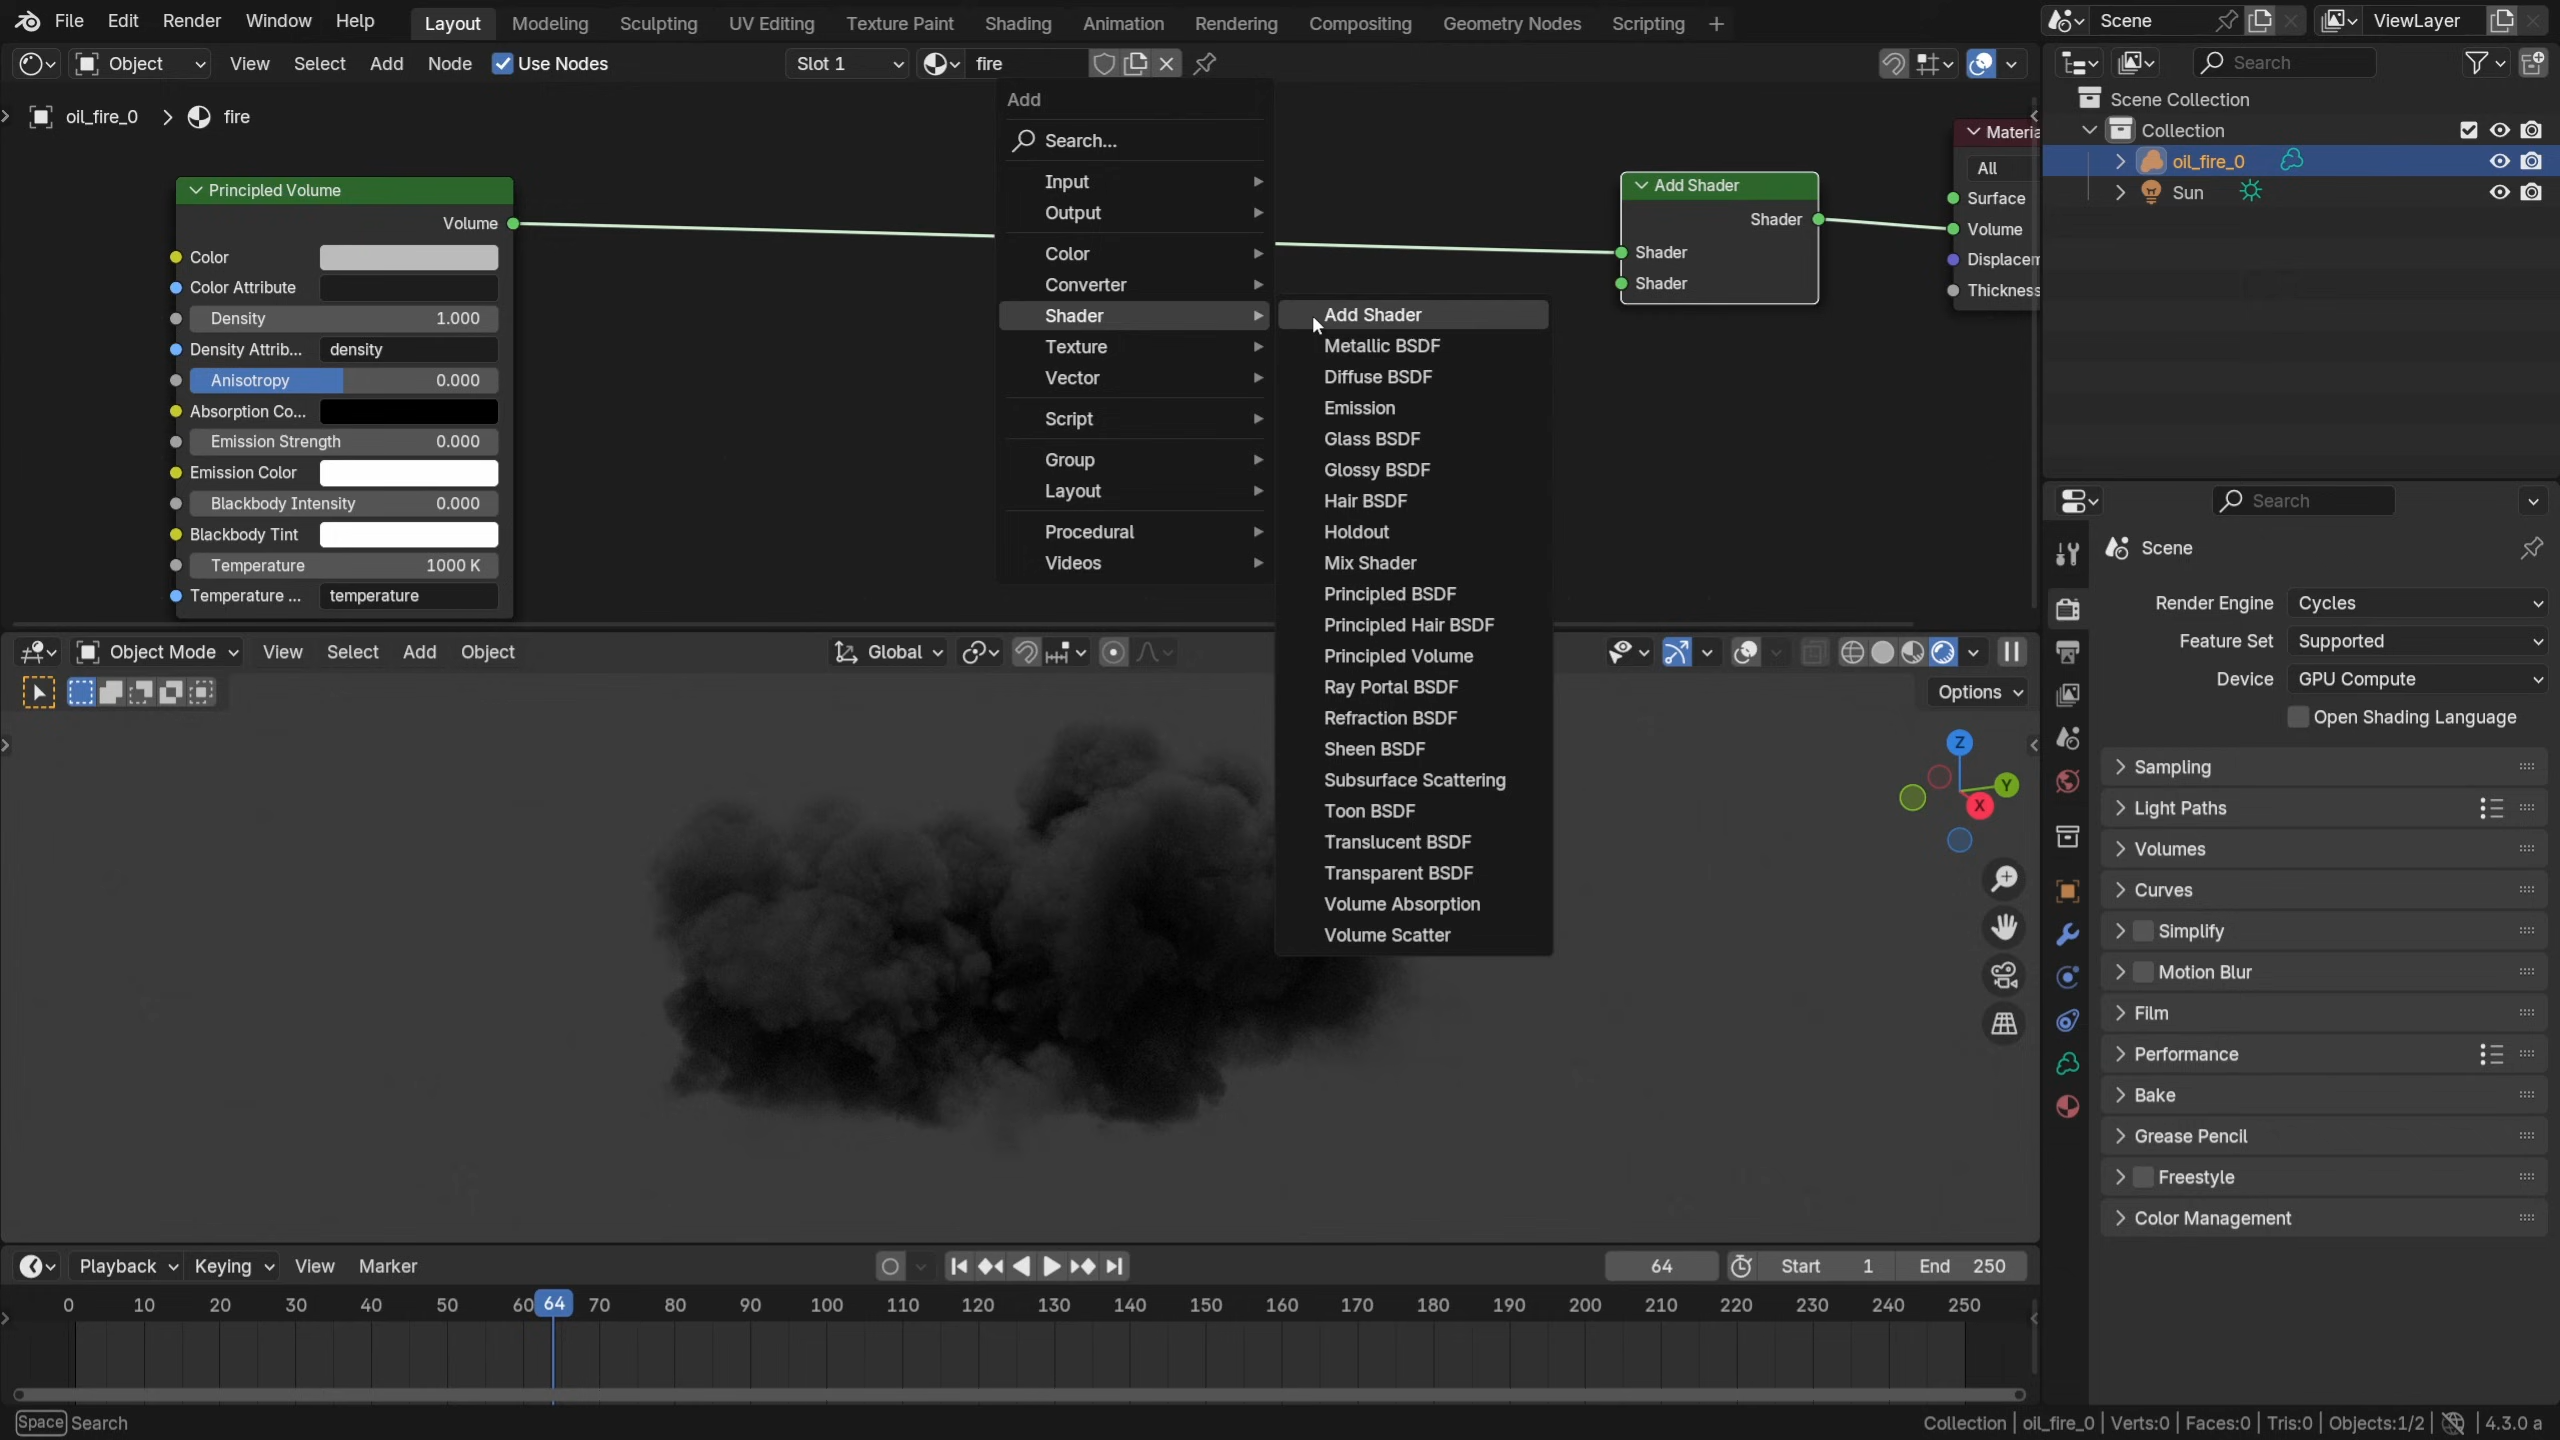 File Edit Render Window Help Layout Modeling Sculpting UV Editing Texture Paint Shading Animation Rendering Compositing Geometry Nodes Scripting + Scene ViewLayer
Object View Select Add Node Use Nodes Slot 1 fire Search
oil_fire_0 > fire
Scene Collection
Collection
oil_fire_0
Sun
Principled Volume
Volume
Color
Color Attribute
Density 1.000
Density Attrib... density
Anisotropy 0.000
Absorption Co...
Emission Strength 0.000
Emission Color
Blackbody Intensity 0.000
Blackbody Tint
Temperature 1000 K
Temperature ... temperature
Add
Search...
Input
Output
Color
Converter
Shader
Texture
Vector
Script
Group
Layout
Procedural
Videos
Add Shader
Metallic BSDF
Diffuse BSDF
Emission
Glass BSDF
Glossy BSDF
Hair BSDF
Holdout
Mix Shader
Principled BSDF
Principled Hair BSDF
Principled Volume
Ray Portal BSDF
Refraction BSDF
Sheen BSDF
Subsurface Scattering
Toon BSDF
Translucent BSDF
Transparent BSDF
Volume Absorption
Volume Scatter
Add Shader
Shader
Shader
Shader
Materia
All
Surface
Volume
Displacem
Thickness
Search
Scene
Render Engine Cycles
Feature Set Supported
Device GPU Compute
Open Shading Language
Sampling
Light Paths
Volumes
Curves
Simplify
Motion Blur
Film
Performance
Bake
Grease Pencil
Freestyle
Color Management
Object Mode View Select Add Object Global
Options
Z
Y
X
Playback Keying View Marker 64 Start 1 End 250
0 10 20 30 40 50 60 64 70 80 90 100 110 120 130 140 150 160 170 180 190 200 210 220 230 240 250
Space Search
Collection | oil_fire_0 | Verts:0 | Faces:0 | Tris:0 | Objects:1/2 | 4.3.0 a